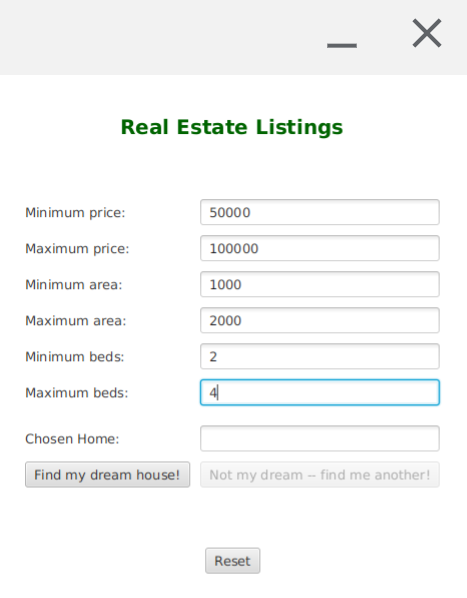 Real Estate Listings
Minimum price: 50000
Maximum price: 100000
Minimum area: 1000
Maximum area: 2000
Minimum beds: 2
Maximum beds: 4
Chosen Home:
Find my dream house! Not my dream – find me another!
Reset